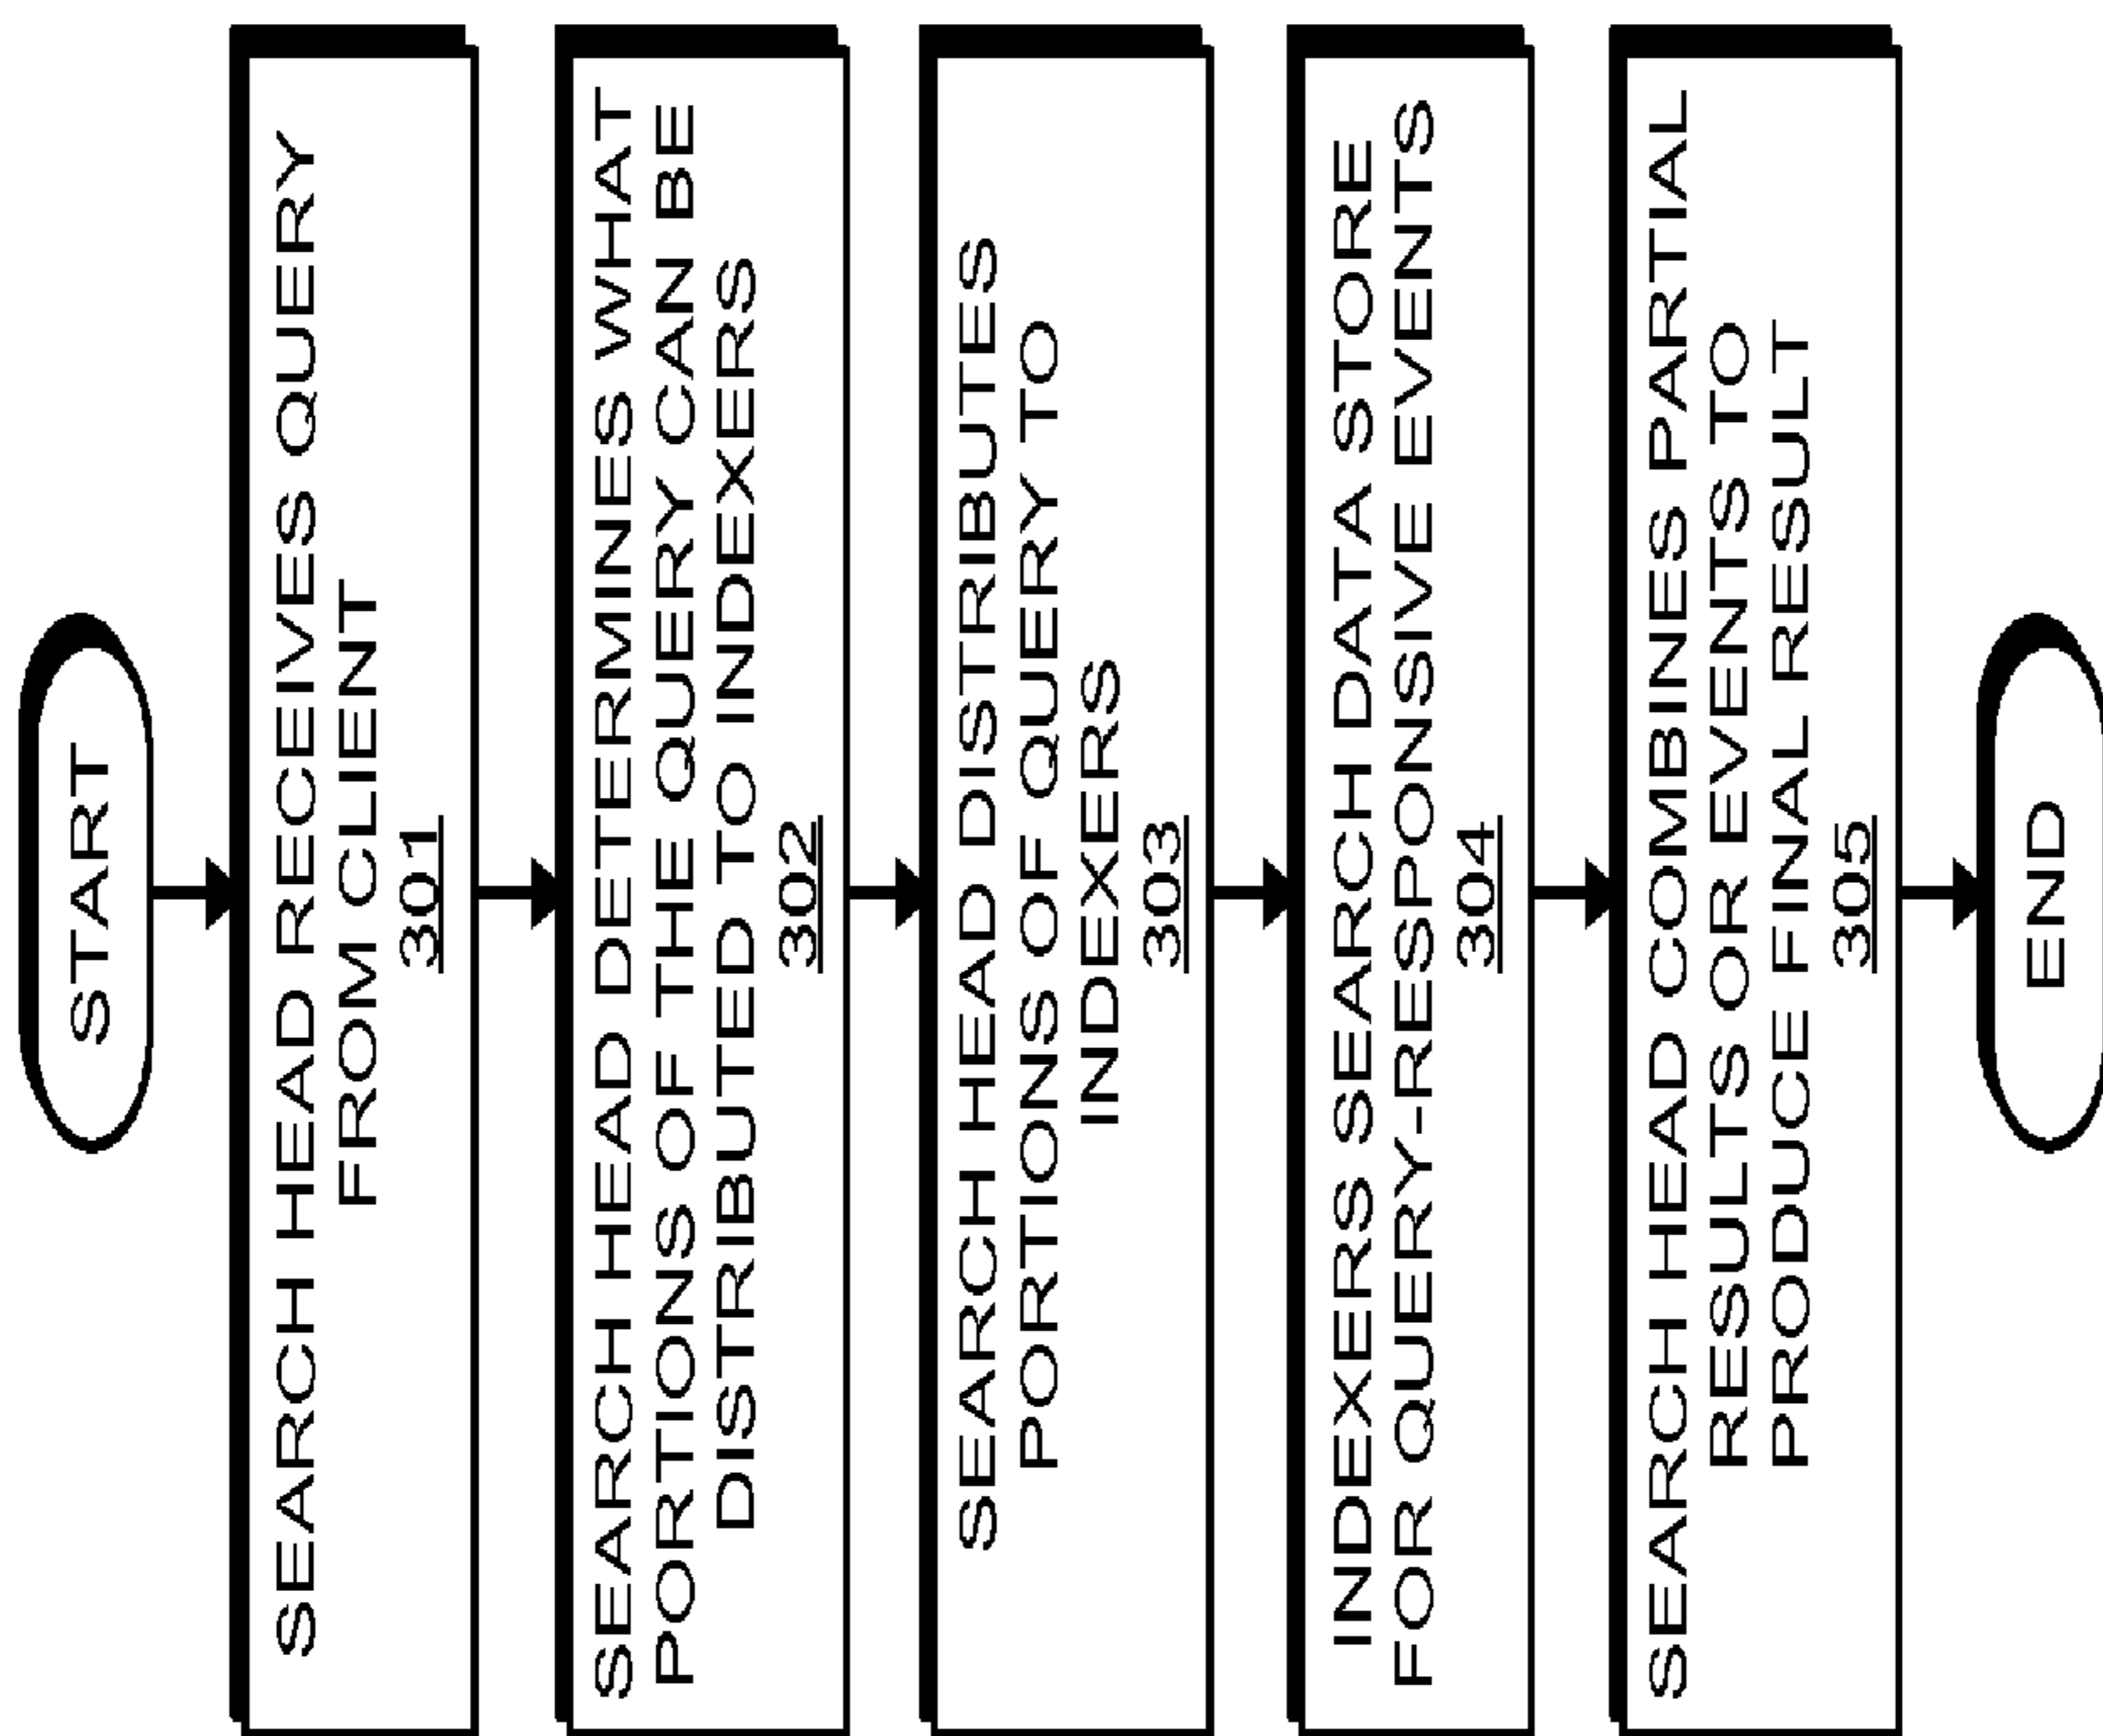 START
SEARCH HEAD RECEIVES QUERY
FROM CLIENT
301
SEARCH HEAD DETERMINES WHAT
PORTIONS OF THE QUERY CAN BE
DISTRIBUTED TO INDEXERS
302
SEARCH HEAD DISTRIBUTES
PORTIONS OF QUERY TO
INDEXERS
303
INDEXERS SEARCH DATA STORE
FOR QUERY-RESPONSIVE EVENTS
304
SEARCH HEAD COMBINES PARTIAL
RESULTS OR EVENTS TO
PRODUCE FINAL RESULT
305
END